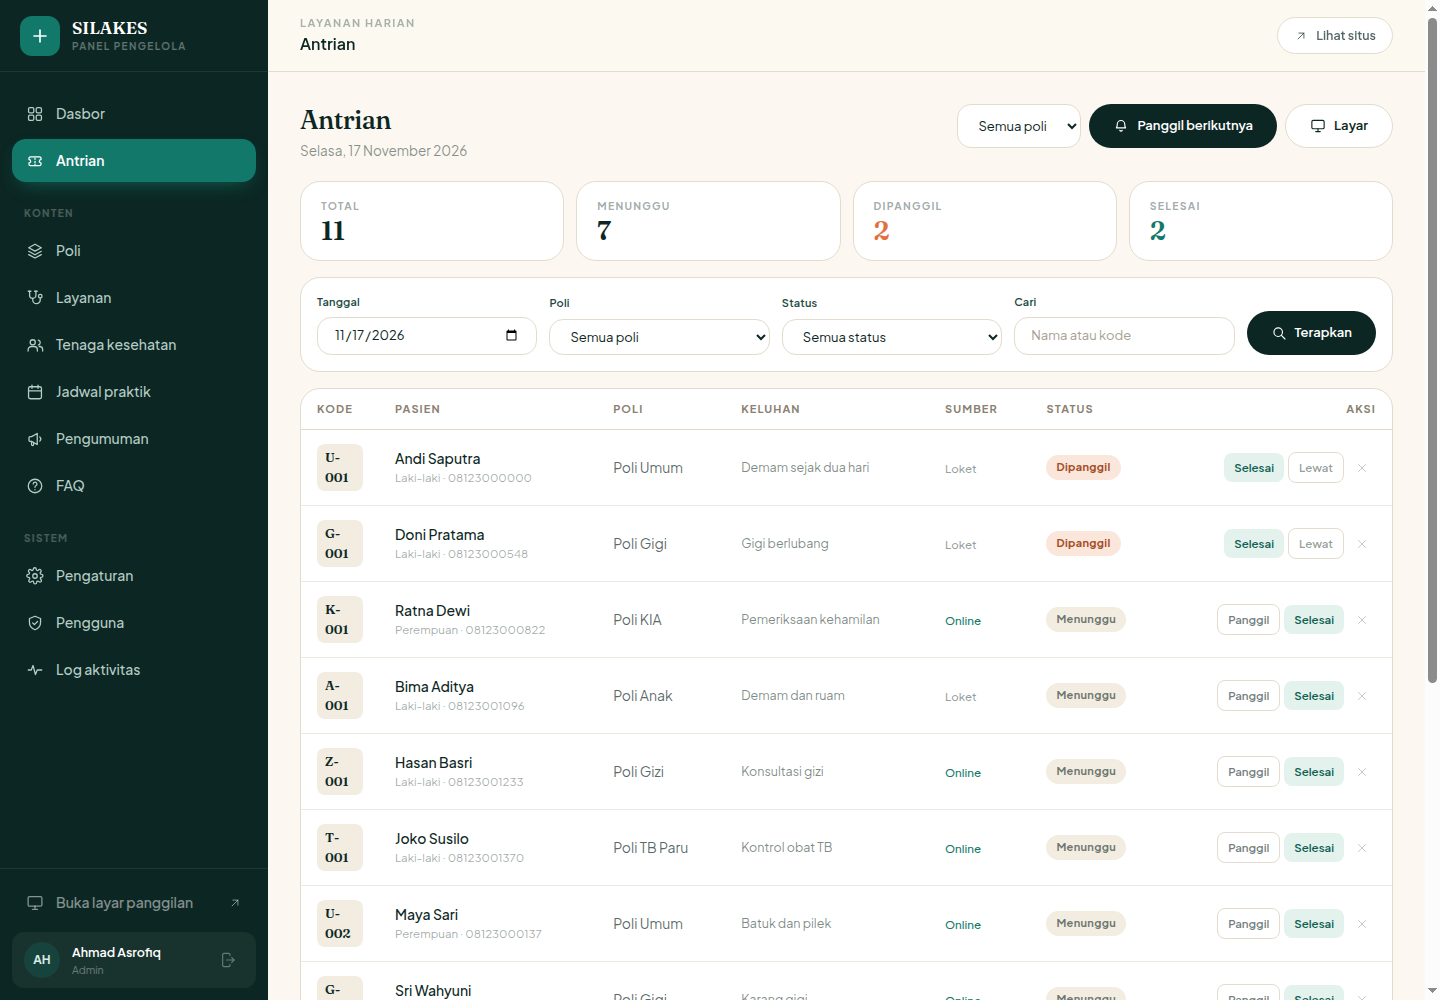 SILAKES
PANEL PENGELOLA
Dasbor
Antrian
KONTEN
Poli
Layanan
Tenaga kesehatan
Jadwal praktik
Pengumuman
FAQ
SISTEM
Pengaturan
Pengguna
Log aktivitas
Buka layar panggilan
AH
Ahmad Asrofiq
Admin
LAYANAN HARIAN
Antrian
Lihat situs
Antrian
Selasa, 17 November 2026
Semua poli
Panggil berikutnya
Layar
TOTAL
11
MENUNGGU
7
DIPANGGIL
2
SELESAI
2
Tanggal
11/17/2026
Poli
Semua poli
Status
Semua status
Cari
Nama atau kode
Terapkan
KODE PASIEN POLI KELUHAN SUMBER STATUS AKSI
U-
001
Andi Saputra
Laki-laki · 08123000000
Poli Umum
Demam sejak dua hari
Loket
Dipanggil
Selesai
Lewat
G-
001
Doni Pratama
Laki-laki · 08123000548
Poli Gigi
Gigi berlubang
Loket
Dipanggil
Selesai
Lewat
K-
001
Ratna Dewi
Perempuan · 08123000822
Poli KIA
Pemeriksaan kehamilan
Online
Menunggu
Panggil
Selesai
A-
001
Bima Aditya
Laki-laki · 08123001096
Poli Anak
Demam dan ruam
Loket
Menunggu
Panggil
Selesai
Z-
001
Hasan Basri
Laki-laki · 08123001233
Poli Gizi
Konsultasi gizi
Online
Menunggu
Panggil
Selesai
T-
001
Joko Susilo
Laki-laki · 08123001370
Poli TB Paru
Kontrol obat TB
Online
Menunggu
Panggil
Selesai
U-
002
Maya Sari
Perempuan · 08123000137
Poli Umum
Batuk dan pilek
Online
Menunggu
Panggil
Selesai
G-
Sri Wahyuni
Poli Gigi
Karang gigi
Online
Menunggu
Panggil
Selesai